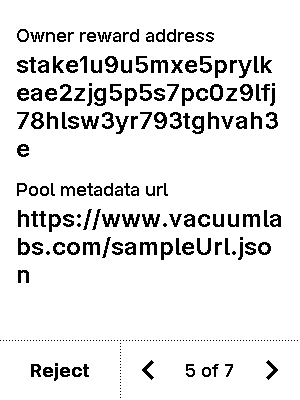 Owner reward address
stake1u9u5mxe5prylk
eae2zjg5p5s7pc0z9lfj
78hlsw3yr793tghvah3
e
Pool metadata url
https://www.vacuumla
bs.com/sampleUrl.jso
n
Reject
5 of 7